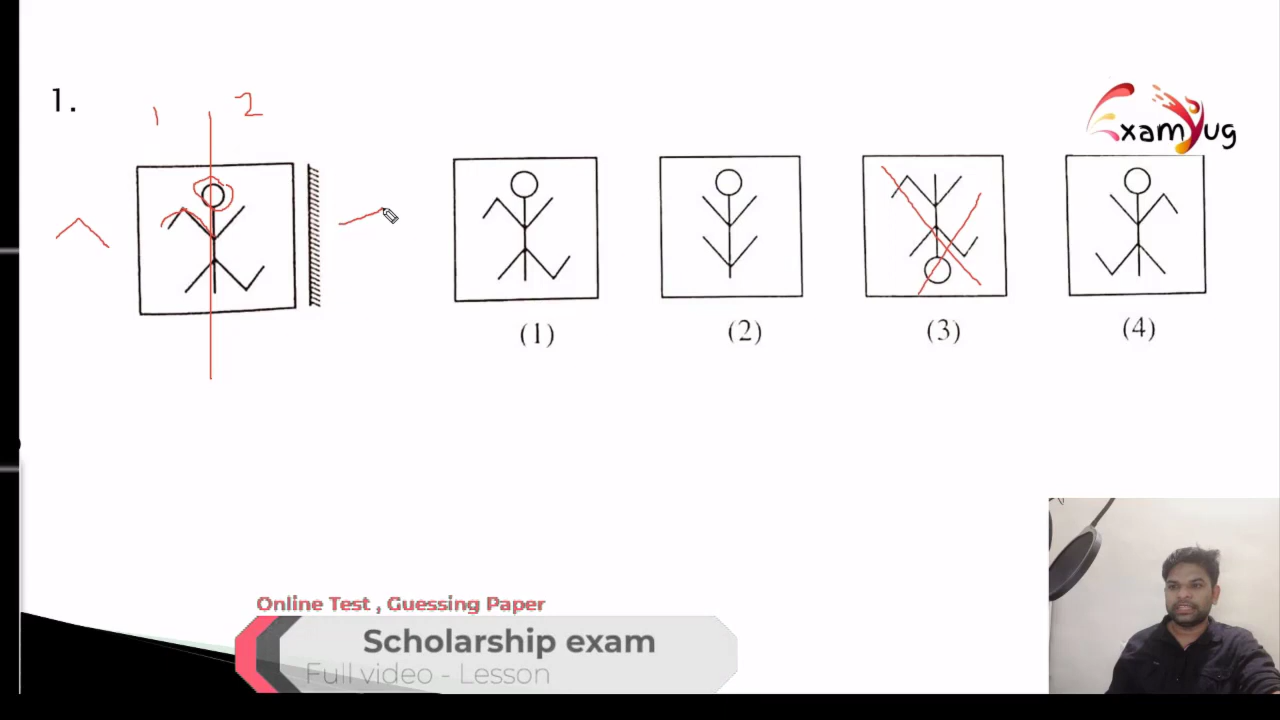 1.
1 2
ExamYug
(1) (2) (3) (4)
Online Test , Guessing Paper
Scholarship exam
Full video - Lesson